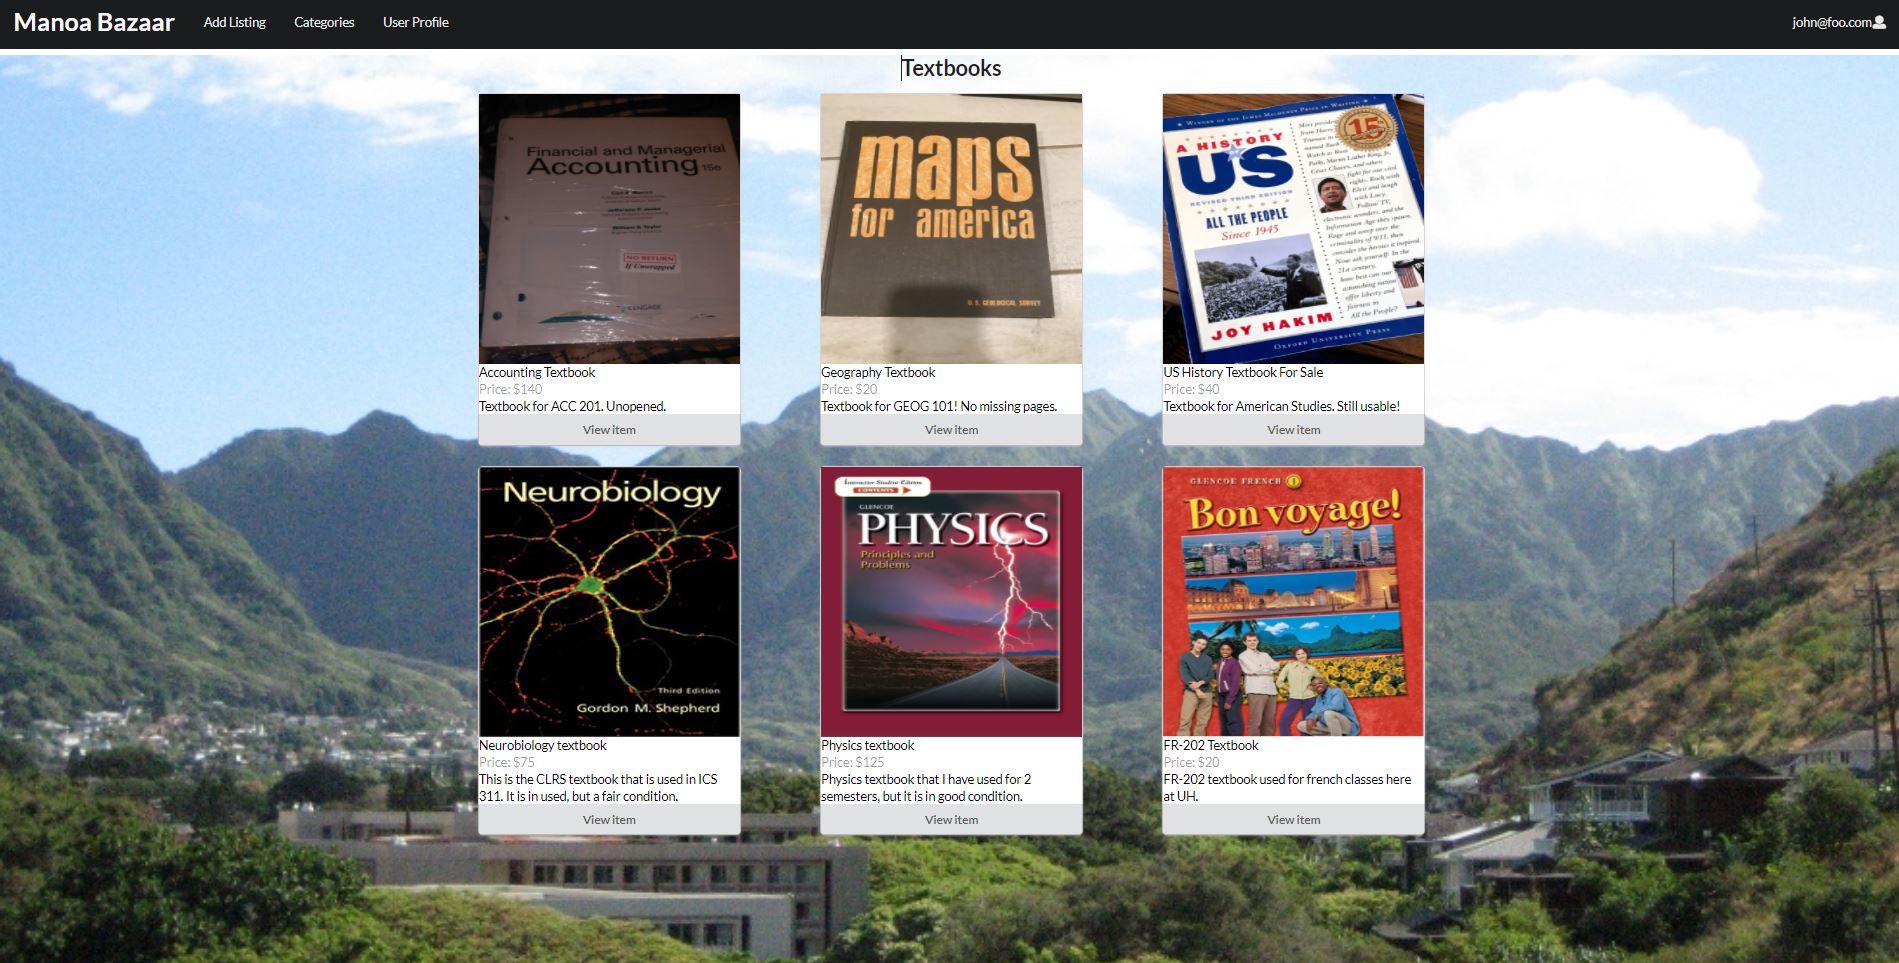 Manoa Bazaar Add Listing Categories User Profile john@foo.com
Textbooks
Financial and Managerial
Accounting 15e
NO RETURN
If Unwrapped
CENGAGE
Accounting Textbook
Price: $140
Textbook for ACC 201. Unopened.
View item
maps
for america
U. S. GEOLOGICAL SURVEY
Geography Textbook
Price: $20
Textbook for GEOG 101! No missing pages.
View item
A HISTORY
US
REVISED THIRD EDITION
ALL THE PEOPLE
Since 1945
15
JOY HAKIM
OXFORD UNIVERSITY PRESS
US History Textbook For Sale
Price: $40
Textbook for American Studies. Still usable!
View item
Neurobiology
Third Edition
Gordon M. Shepherd
Neurobiology textbook
Price: $75
This is the CLRS textbook that is used in ICS
311. It is in used, but a fair condition.
View item
Interactive Student Edition
CONTENTS
GLENCOE
PHYSICS
Principles and
Problems
Physics textbook
Price: $125
Physics textbook that I have used for 2
semesters, but it is in good condition.
View item
GLENCOE FRENCH 1
Bon voyage!
FR-202 Textbook
Price: $20
FR-202 textbook used for french classes here
at UH.
View item